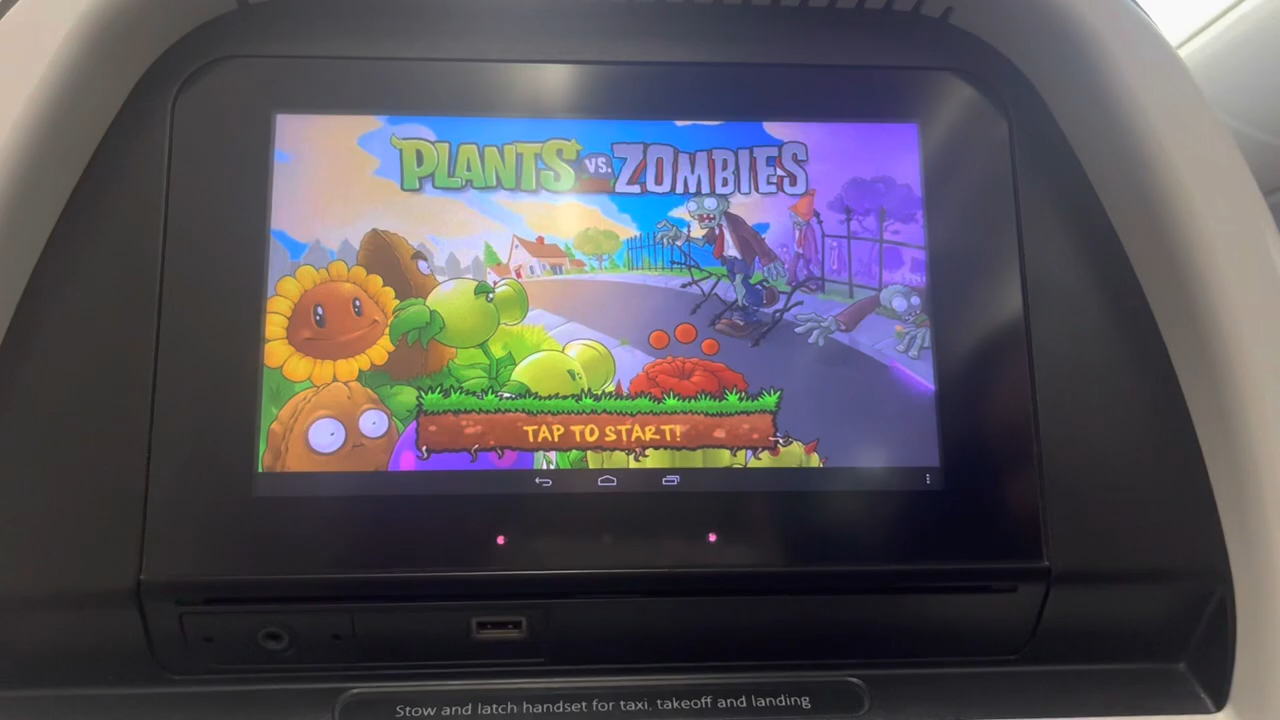 PLANTS VS. ZOMBIES
TAP TO START!
Stow and latch handset for taxi, takeoff and landing